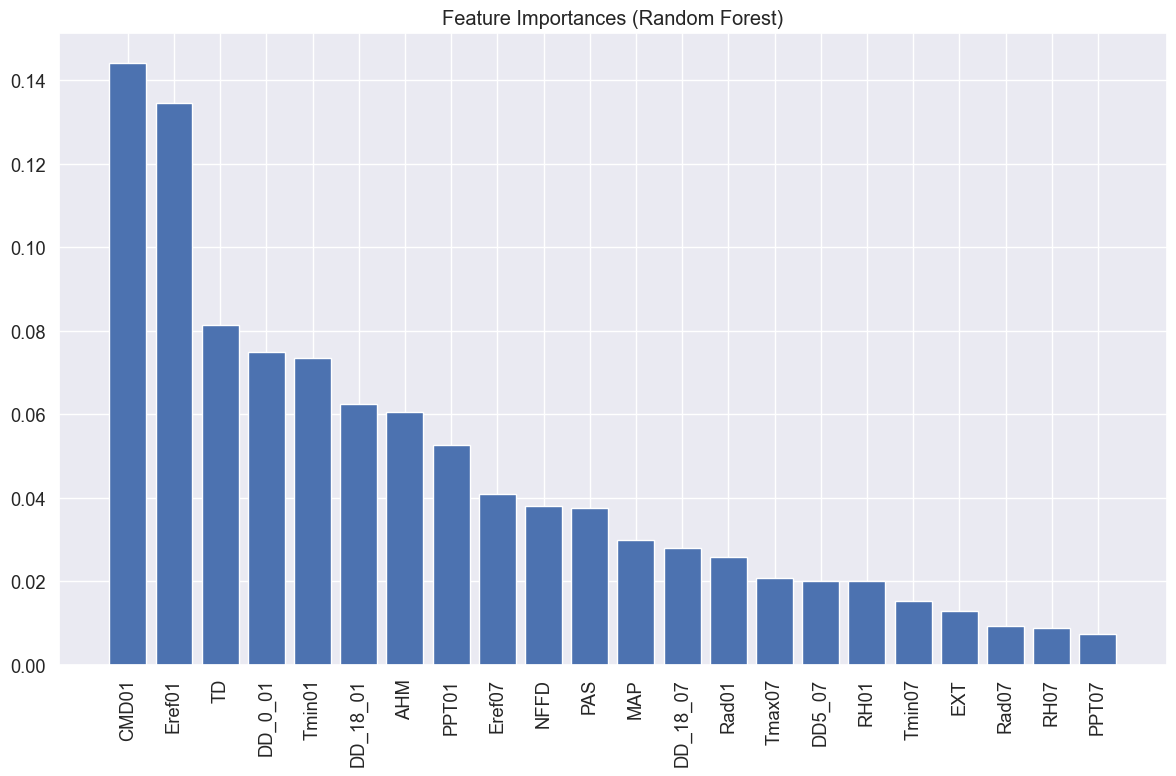 Feature Importances (Random Forest)
0.14
0.12
0.10
0.08
0.06
0.04
0.02
0.00
CMD01
Eref01
TD
DD_0_01
Tmin01
DD_18_01
AHM
PPT01
Eref07
NFFD
PAS
MAP
DD_18_07
Rad01
Tmax07
DD5_07
RH01
Tmin07
EXT
Rad07
RH07
PPT07